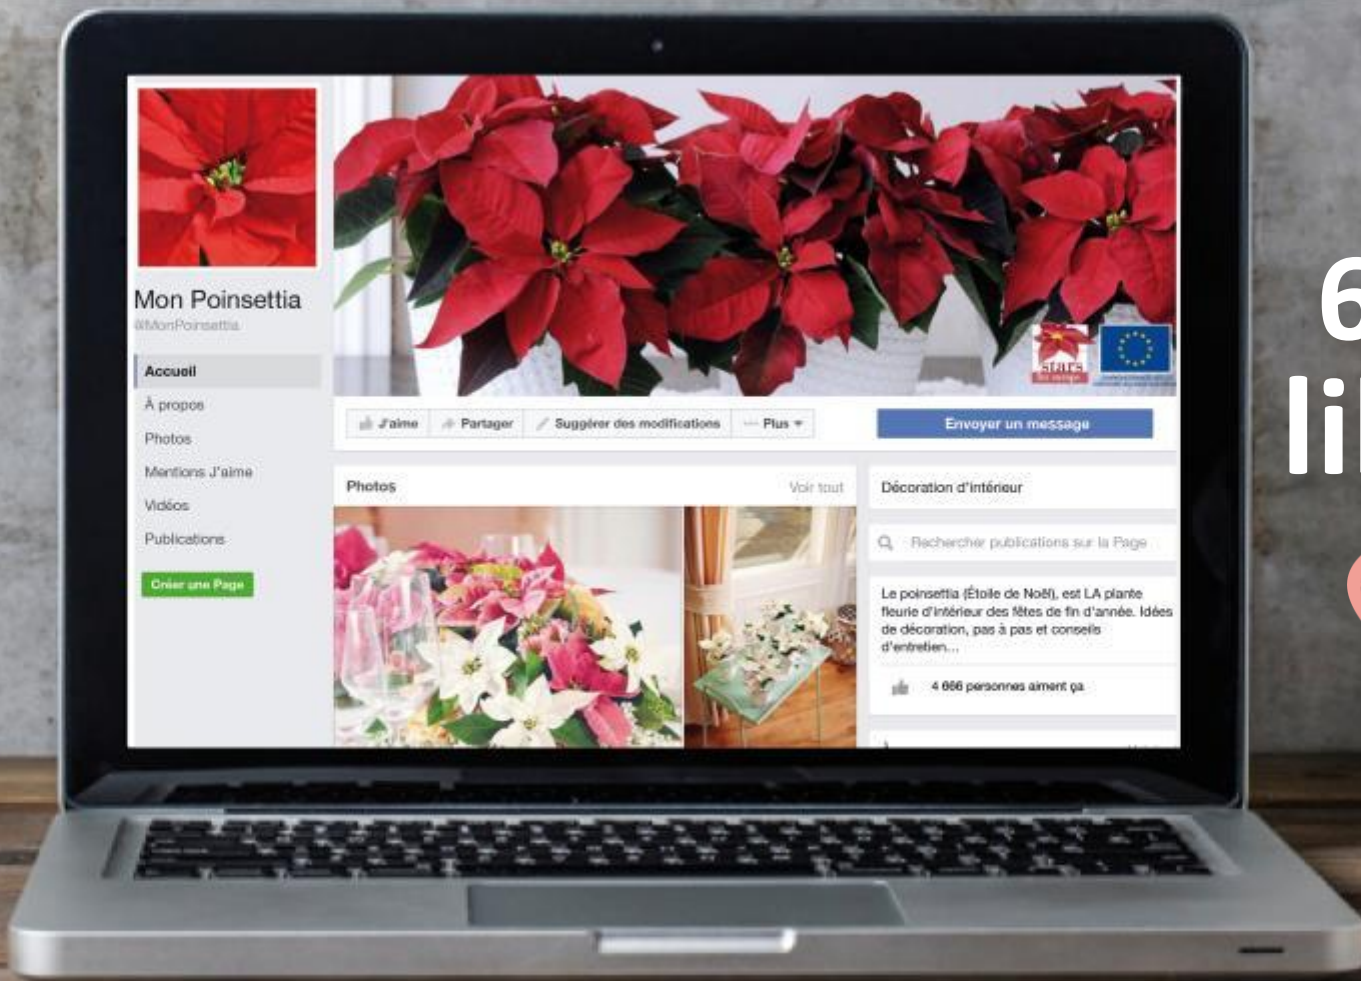 Mon Poinsettia
@MonPoinsettia
Accueil
À propos
Photos
Mentions J'aime
Vidéos
Publications
Créer une Page
stars
J'aime
Partager
Suggérer des modifications
Plus
Envoyer un message
Photos
Voir tout
Décoration d'intérieur
Rechercher publications sur la Page
Le poinsettia (Étoile de Noël), est LA plante
fleurie d'intérieur des fêtes de fin d'année. Idées
de décoration, pas à pas et conseils
d'entretien...
4 666 personnes aiment ça
6
li